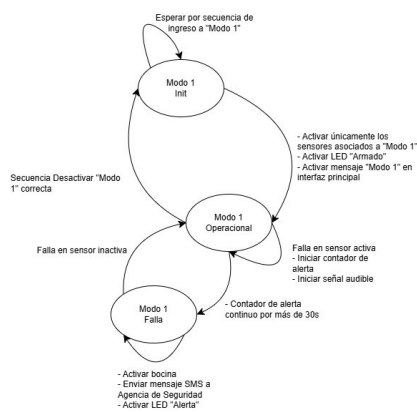 Esperar por secuencia de
ingreso a "Modo 1"
Modo 1
Init
- Activar únicamente los
sensores asociados a "Modo 1"
- Activar LED "Armado"
- Activar mensaje "Modo 1" en
interfaz principal
Secuencia Desactivar "Modo
1" correcta
Modo 1
Operacional
Falla en sensor inactiva
Falla en sensor activa
- Iniciar contador de
alerta
- Iniciar señal audible
Modo 1
Falla
- Contador de alerta
continuo por más de 30s
- Activar bocina
- Enviar mensaje SMS a
Agencia de Seguridad
- Activar LED "Alerta"